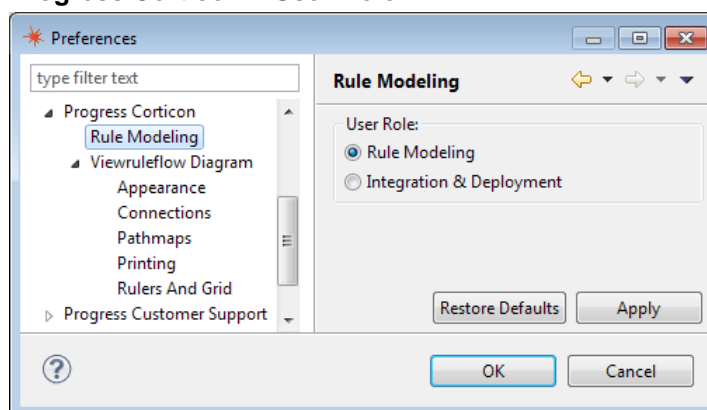 Preferences
type filter text
Progress Corticon
Rule Modeling
Viewruleflow Diagram
Appearance
Connections
Pathmaps
Printing
Rulers And Grid
Progress Customer Support
Rule Modeling
User Role:
Rule Modeling
Integration & Deployment
Restore Defaults
Apply
?
OK
Cancel